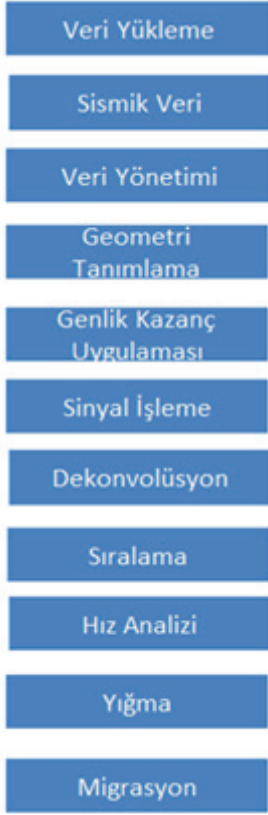 Veri Yükleme
Sismik Veri
Veri Yönetimi
Geometri
Tanımlama
Genlik Kazanç
Uygulaması
Sinyal İşleme
Dekonvolüsyon
Sıralama
Hız Analizi
Yığma
Migrasyon